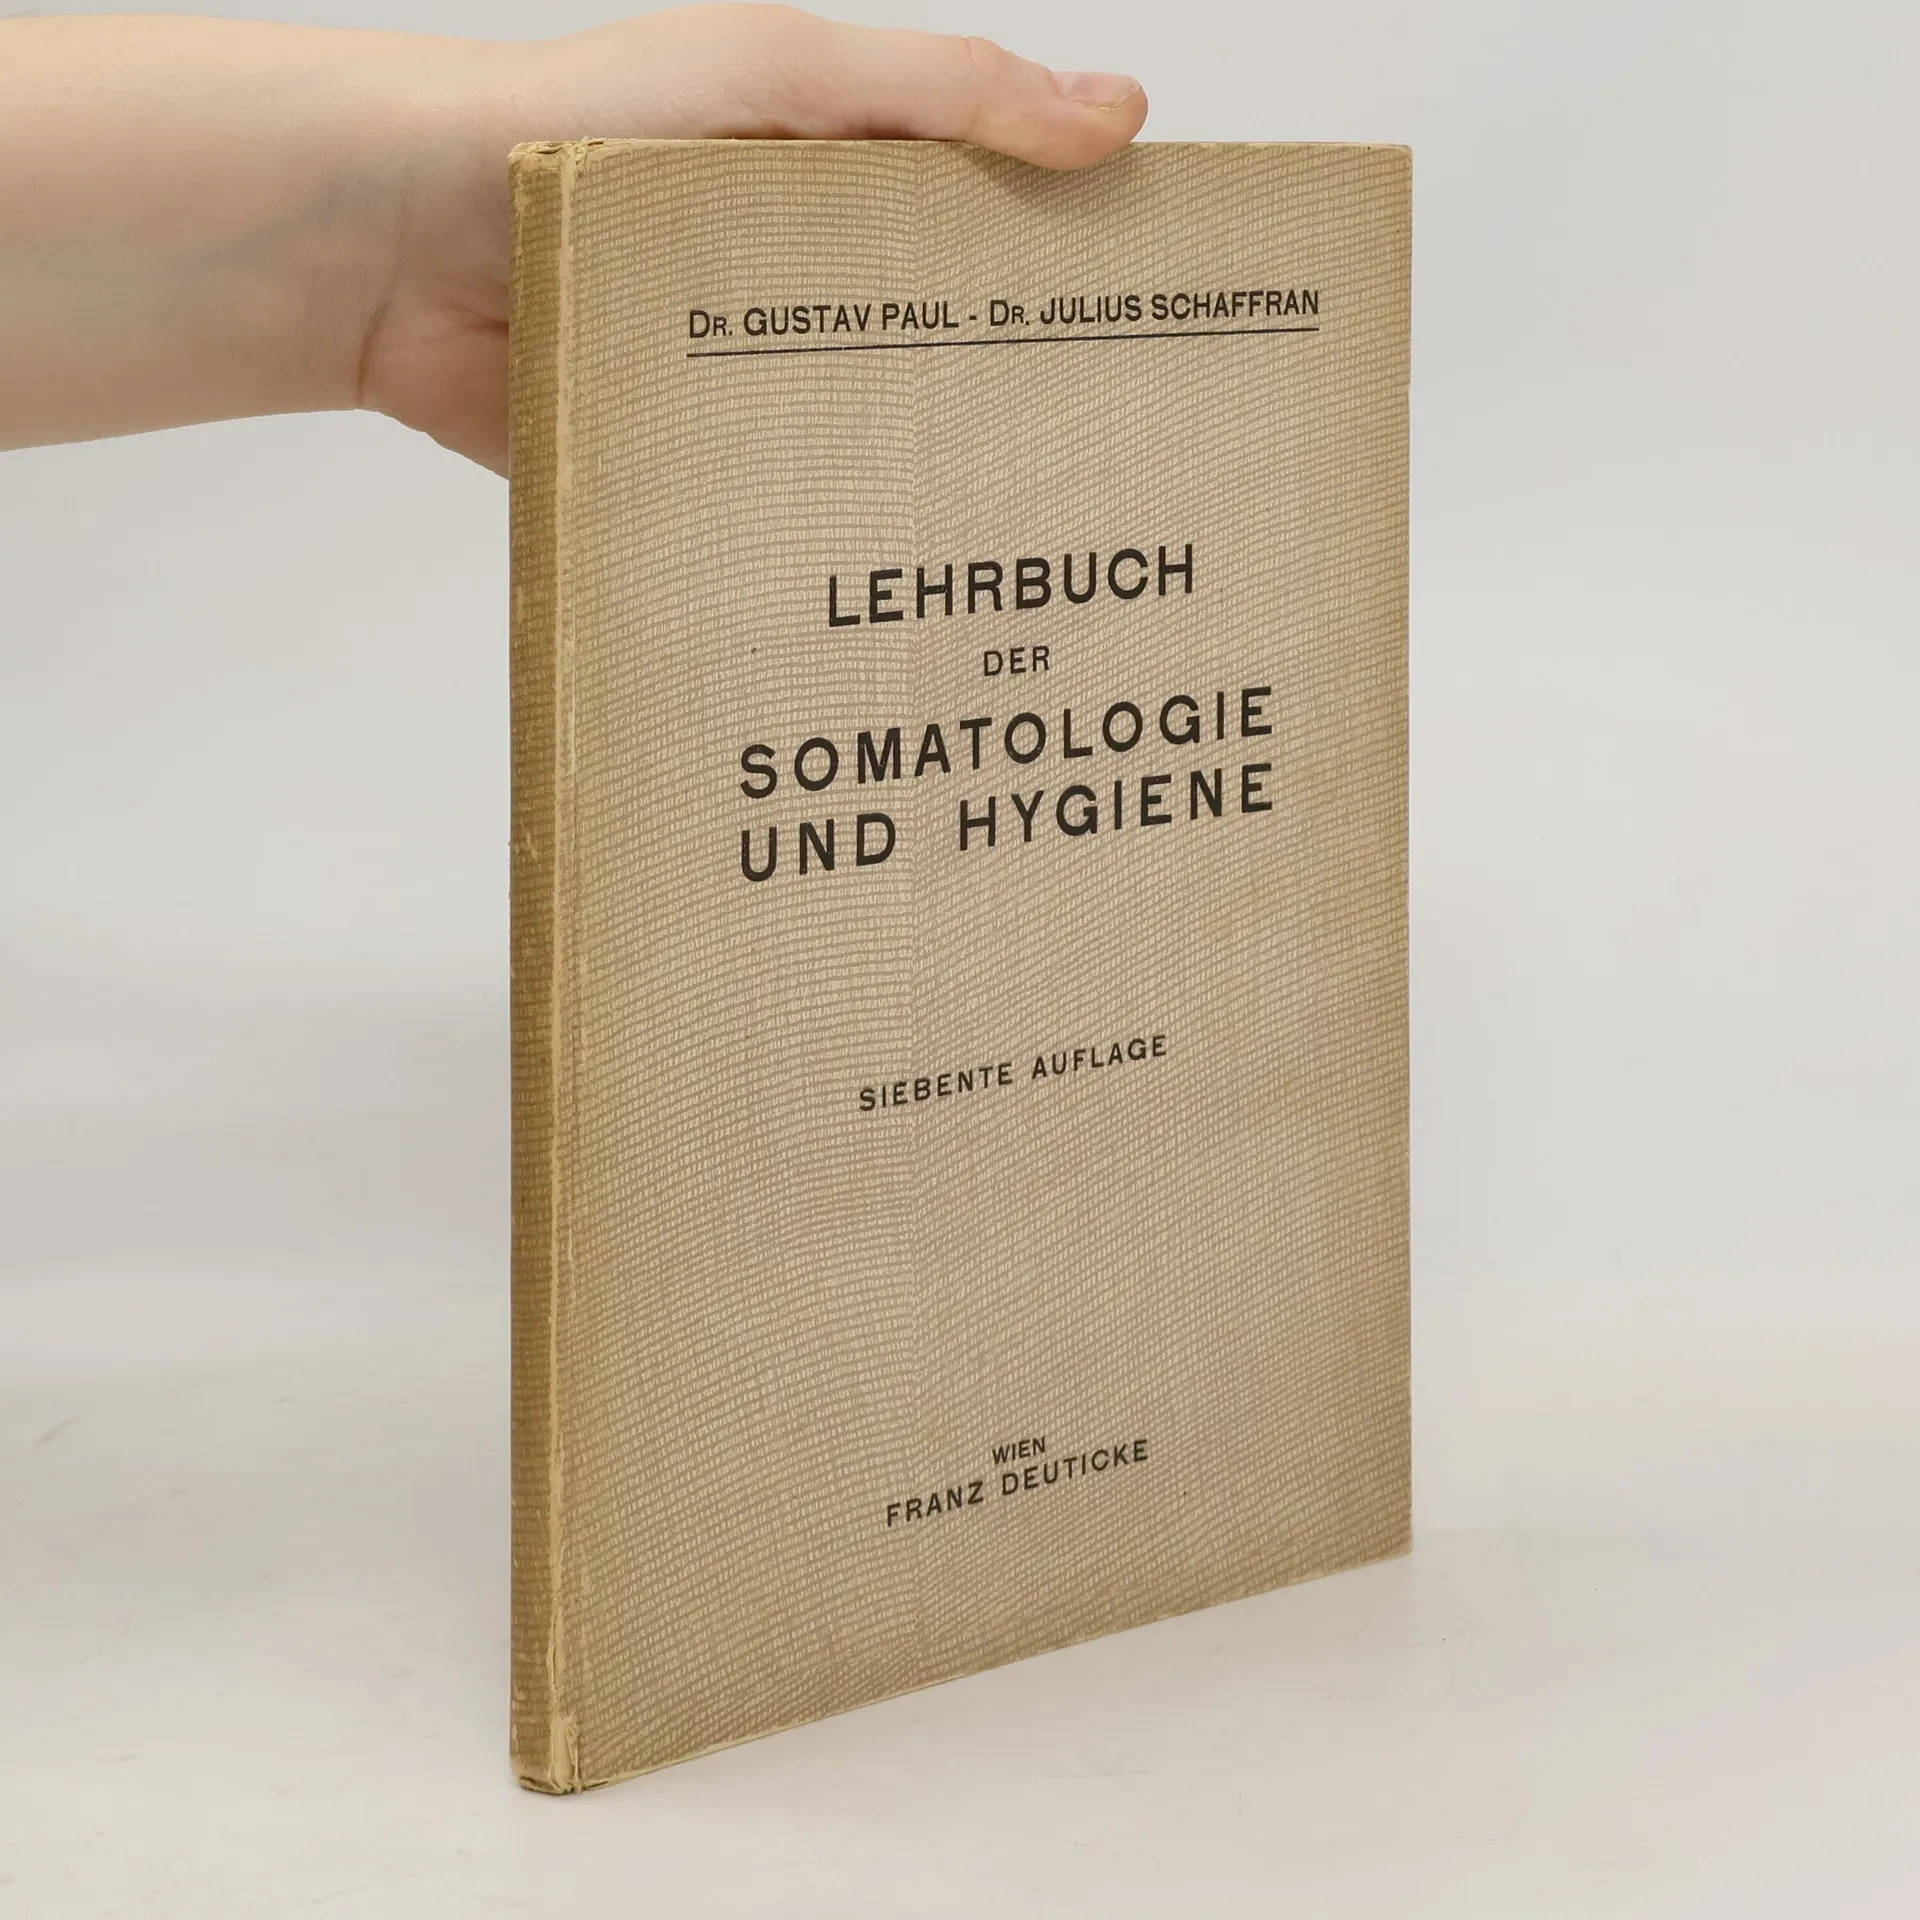 Dr. GUSTAV PAUL - Dr. JULIUS SCHAFFRAN
LEHRBUCH
DER
SOMATOLOGIE
UND HYGIENE
SIEBENTE AUFLAGE
WIEN
FRANZ DEUTICKE